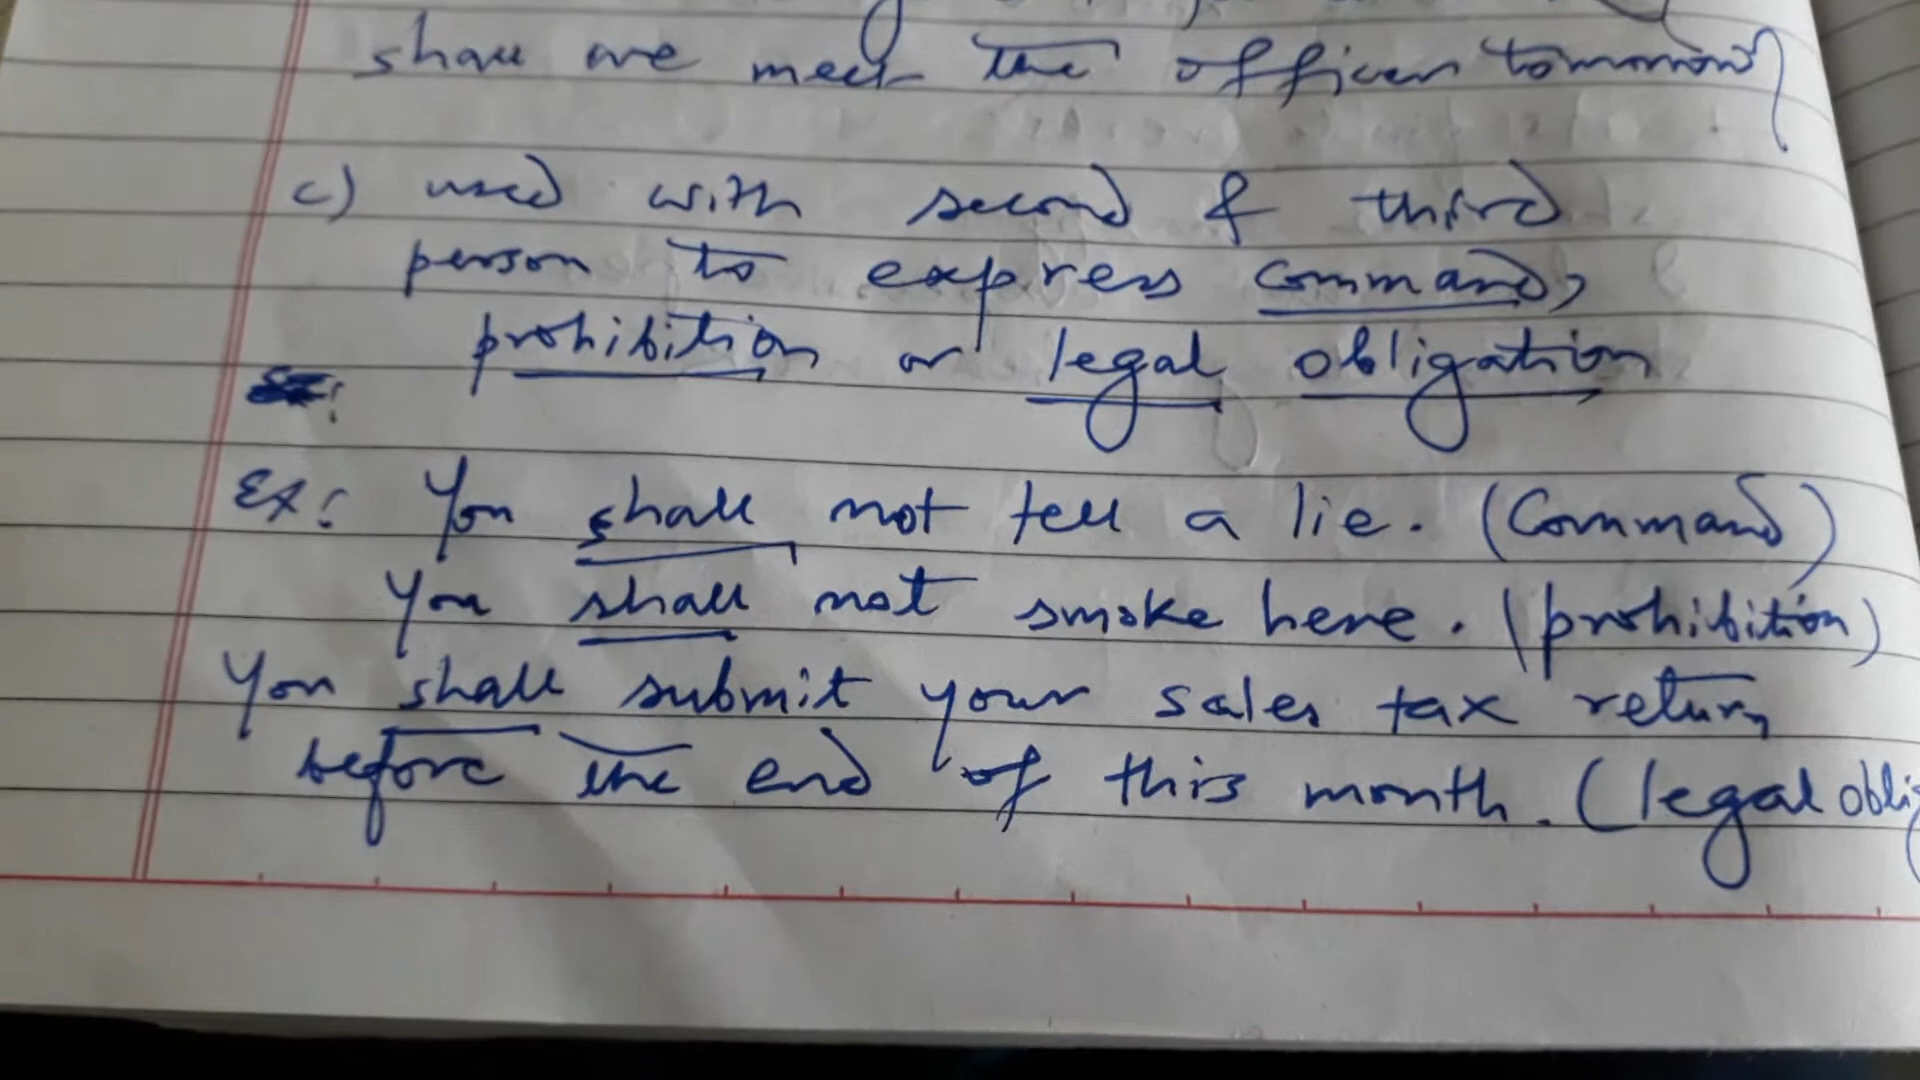 shall we meet the officer tomorrow?
c) used with second & third
person to express command,
prohibition or legal obligation
Ex: You shall not tell a lie. (Command)
You shall not smoke here. (prohibition)
You shall submit your sales tax return
before the end of this month. (legal oblig